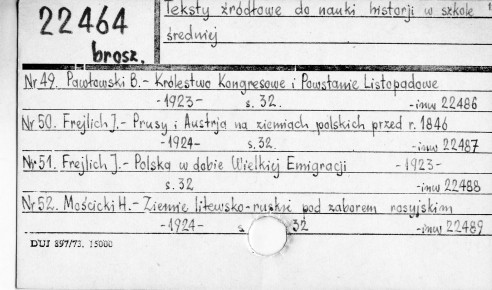 22464
brosz.
Teksty źródłowe do nauki historji w szkole
średniej
Nr 49. Pawłowski B. - Królestwo Kongresowe i Powstanie Listopadowe
-1923- s. 32. -inw 22486
Nr 50. Frejlich J. - Prusy i Austrja na ziemiach polskich przed r. 1846
-1924- s. 32. -inw 22487
Nr 51. Frejlich J. - Polska w dobie Wielkiej Emigracji -1923-
s. 32 -inw 22488
Nr 52. Mościcki H. - Ziemie litewsko-ruskie pod zaborem rosyjskim
-1924- s 32 -inw 22489
DUJ 897/73. 15000